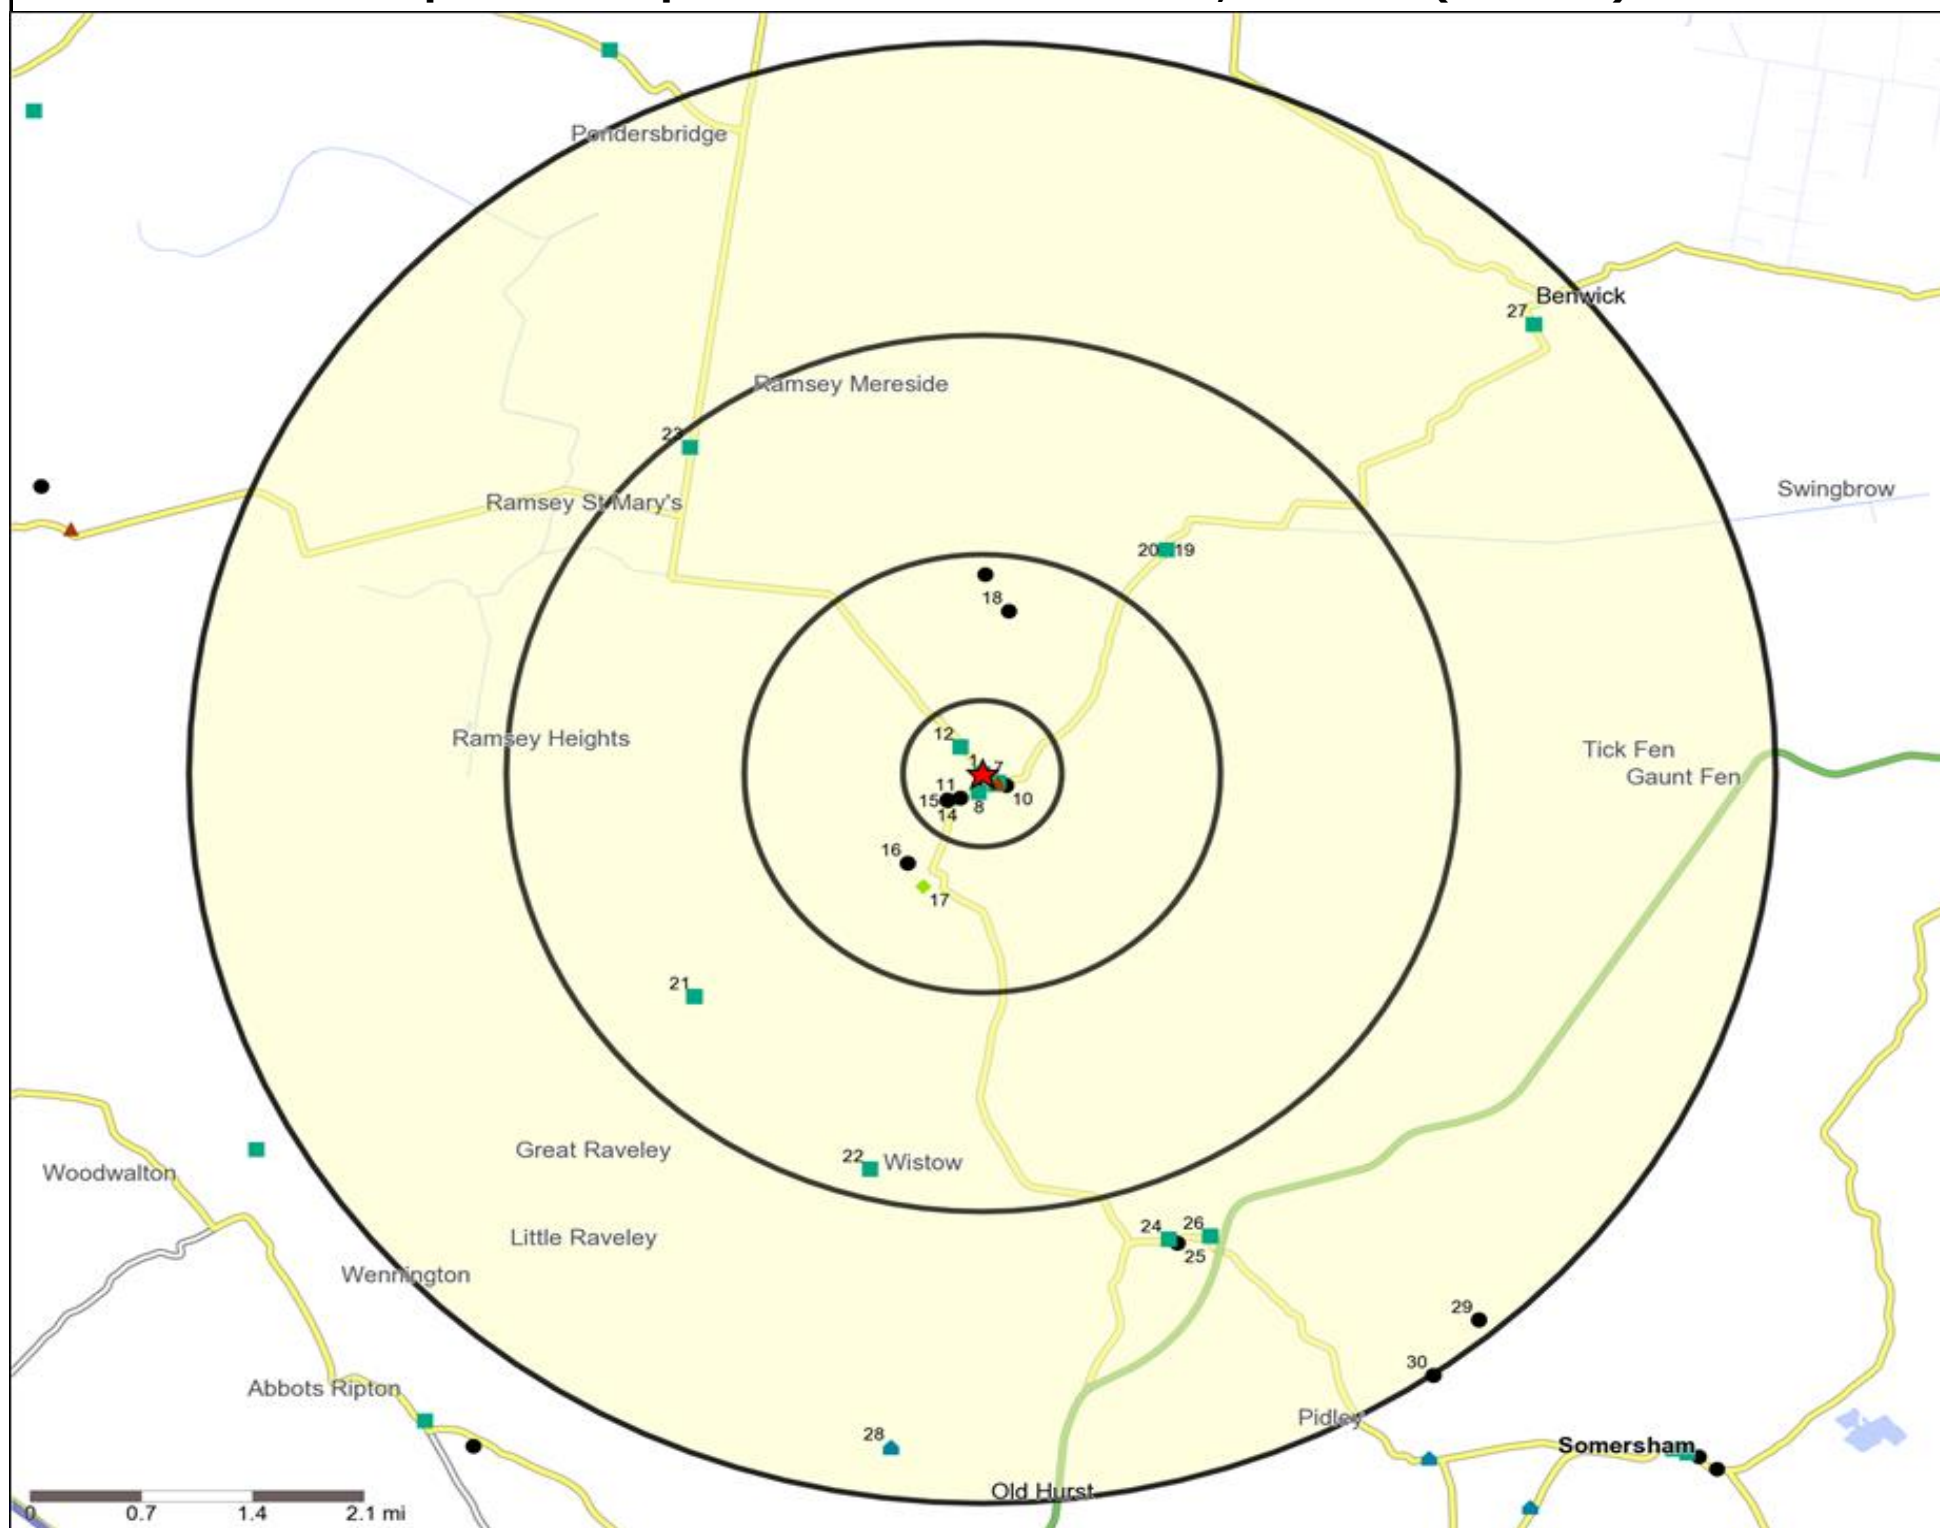 Pondersbridge
Benwick
27
Ramsey Mereside
23
Ramsey St Mary's
Swingbrow
20 19
18
12
Ramsey Heights
Tick Fen
Gaunt Fen
1 7
11
15
14
8
10
16
17
21
Great Raveley
22 Wistow
Woodwalton
24 26
25
Little Raveley
Wennington
29
30
Abbots Ripton
Pidley
28
Somersham
Old Hurst
0 0.7 1.4 2.1 mi